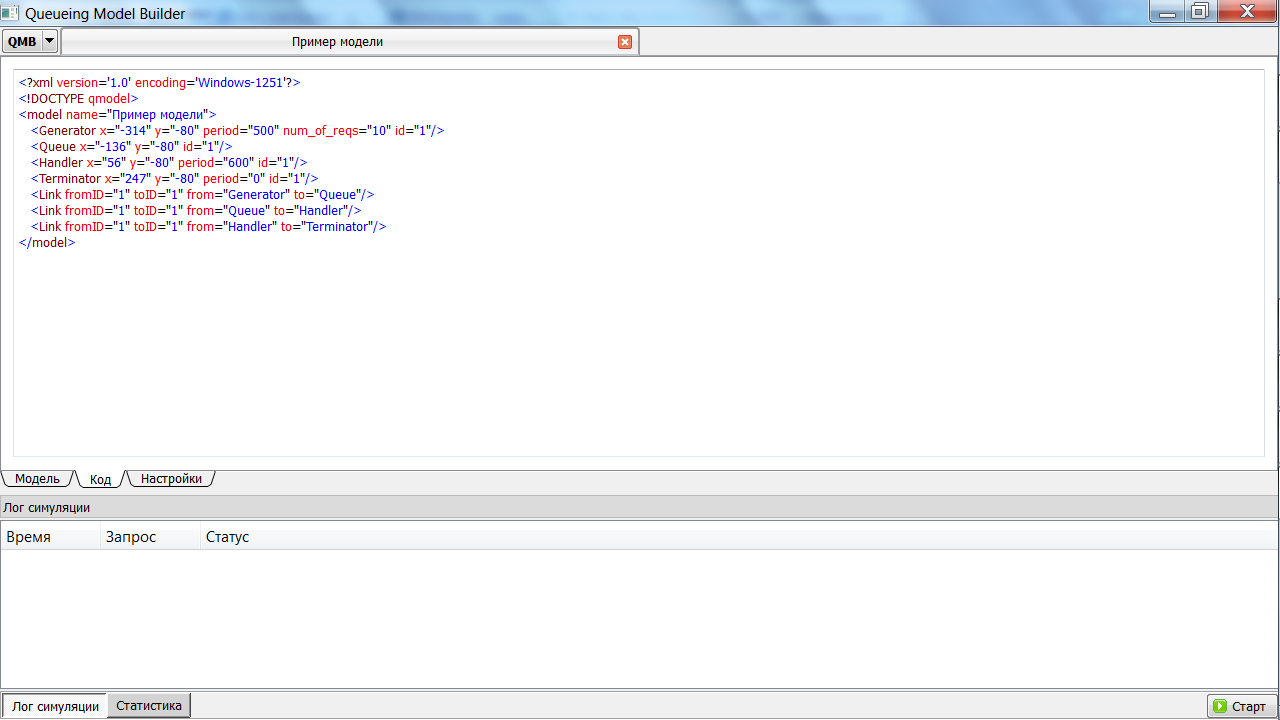 Queueing Model Builder
QMB Пример модели
<?xml version='1.0' encoding='Windows-1251'?>
<!DOCTYPE qmodel>
<model name="Пример модели">
<Generator x="-314" y="-80" period="500" num_of_reqs="10" id="1"/>
<Queue x="-136" y="-80" id="1"/>
<Handler x="56" y="-80" period="600" id="1"/>
<Terminator x="247" y="-80" period="0" id="1"/>
<Link fromID="1" toID="1" from="Generator" to="Queue"/>
<Link fromID="1" toID="1" from="Queue" to="Handler"/>
<Link fromID="1" toID="1" from="Handler" to="Terminator"/>
</model>
Модель Код Настройки
Лог симуляции
Время Запрос Статус
Лог симуляции Статистика Старт